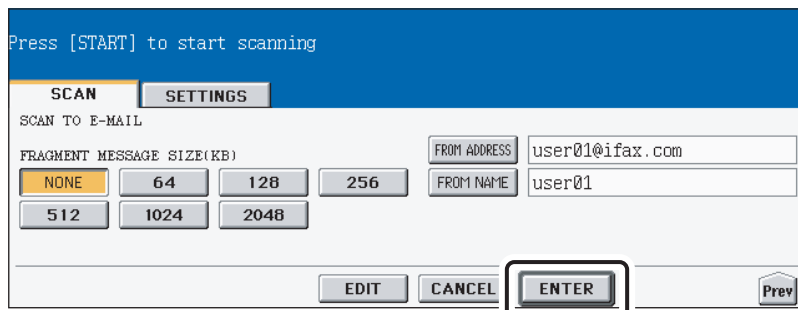 Press [START] to start scanning
SCAN SETTINGS
SCAN TO E-MAIL
FRAGMENT MESSAGE SIZE(KB)
NONE 64 128 256
512 1024 2048
FROM ADDRESS user01@ifax.com
FROM NAME user01
EDIT CANCEL ENTER Prev